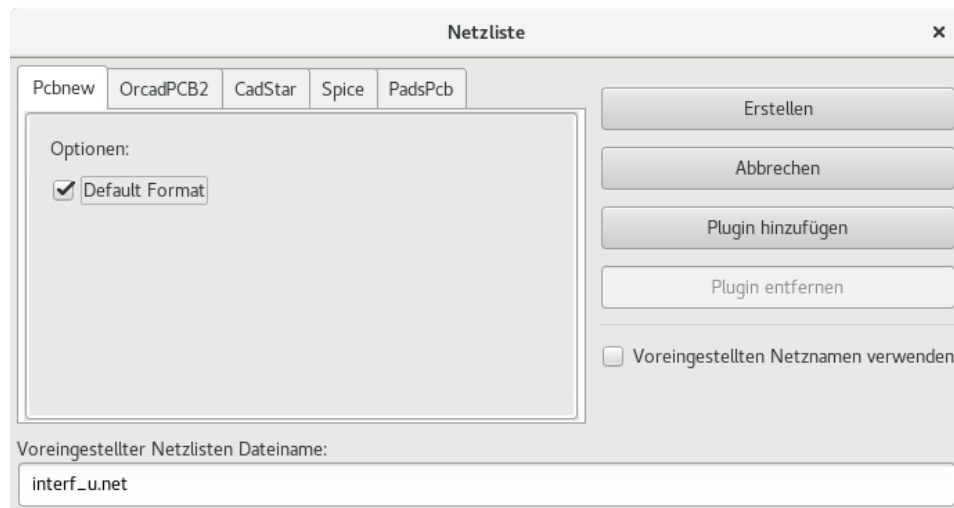 Netzliste
Pcbnew OrcadPCB2 CadStar Spice PadsPcb
Optionen:
Default Format
Erstellen
Abbrechen
Plugin hinzufügen
Plugin entfernen
Voreingestellten Netznamen verwenden
Voreingestellter Netzlisten Dateiname:
interf_u.net